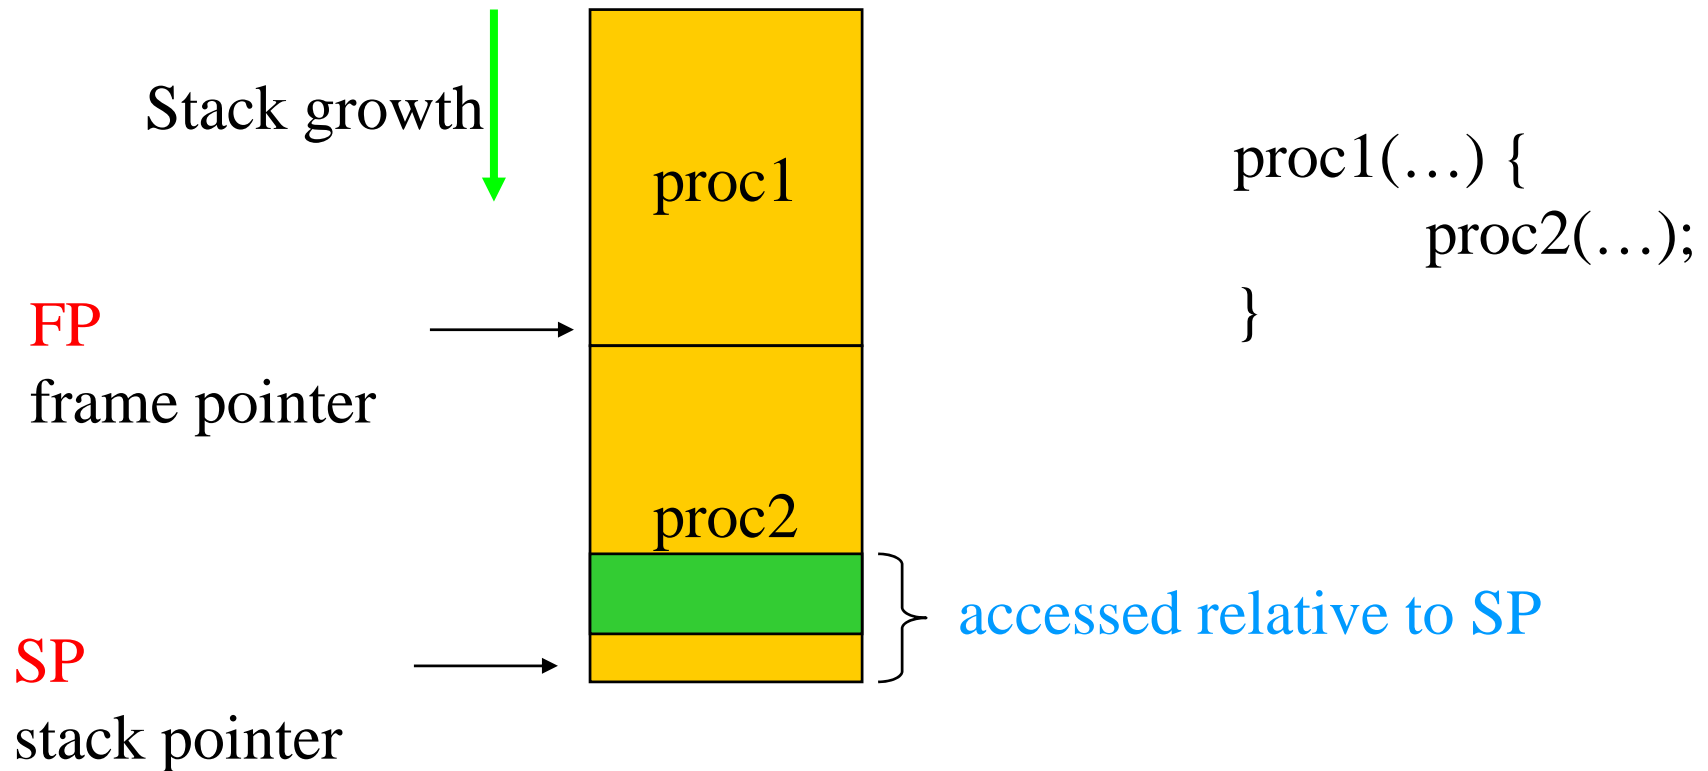 Stack growth
proc1
proc1(…) {
proc2(…);
}
FP
frame pointer
proc2
accessed relative to SP
SP
stack pointer